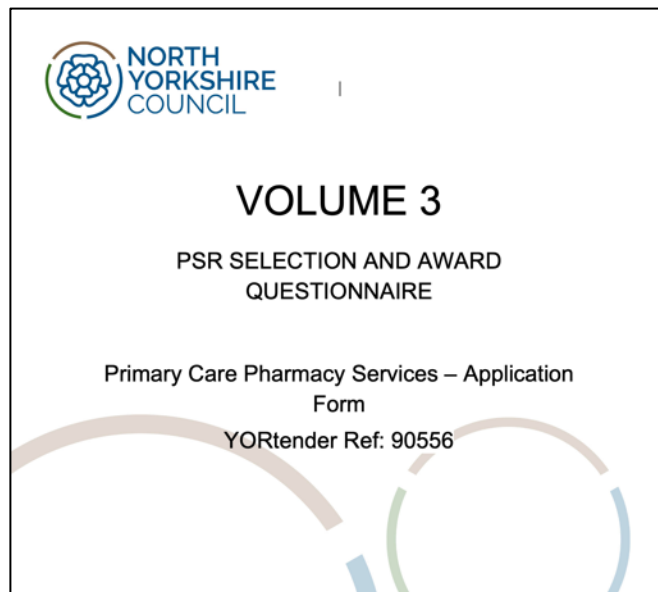 NORTH
YORKSHIRE
COUNCIL
VOLUME 3
PSR SELECTION AND AWARD
QUESTIONNAIRE
Primary Care Pharmacy Services – Application
Form
YORtender Ref: 90556